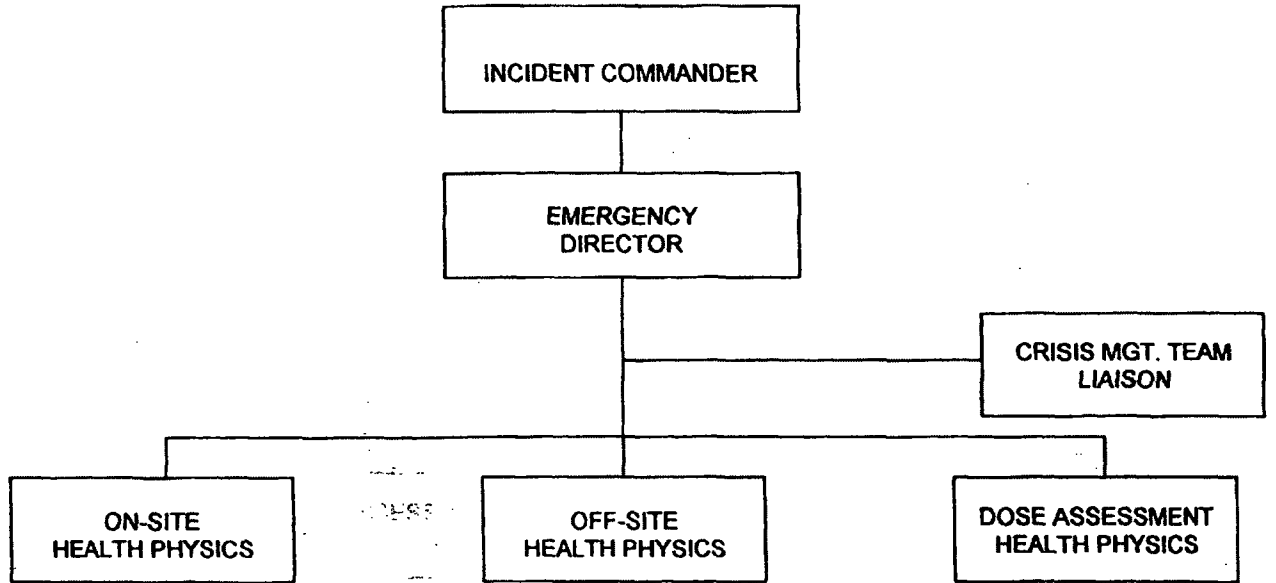 INCIDENT COMMANDER
EMERGENCY
DIRECTOR
CRISIS MGT. TEAM
LIAISON
ON-SITE
HEALTH PHYSICS
OFF-SITE
HEALTH PHYSICS
DOSE ASSESSMENT
HEALTH PHYSICS